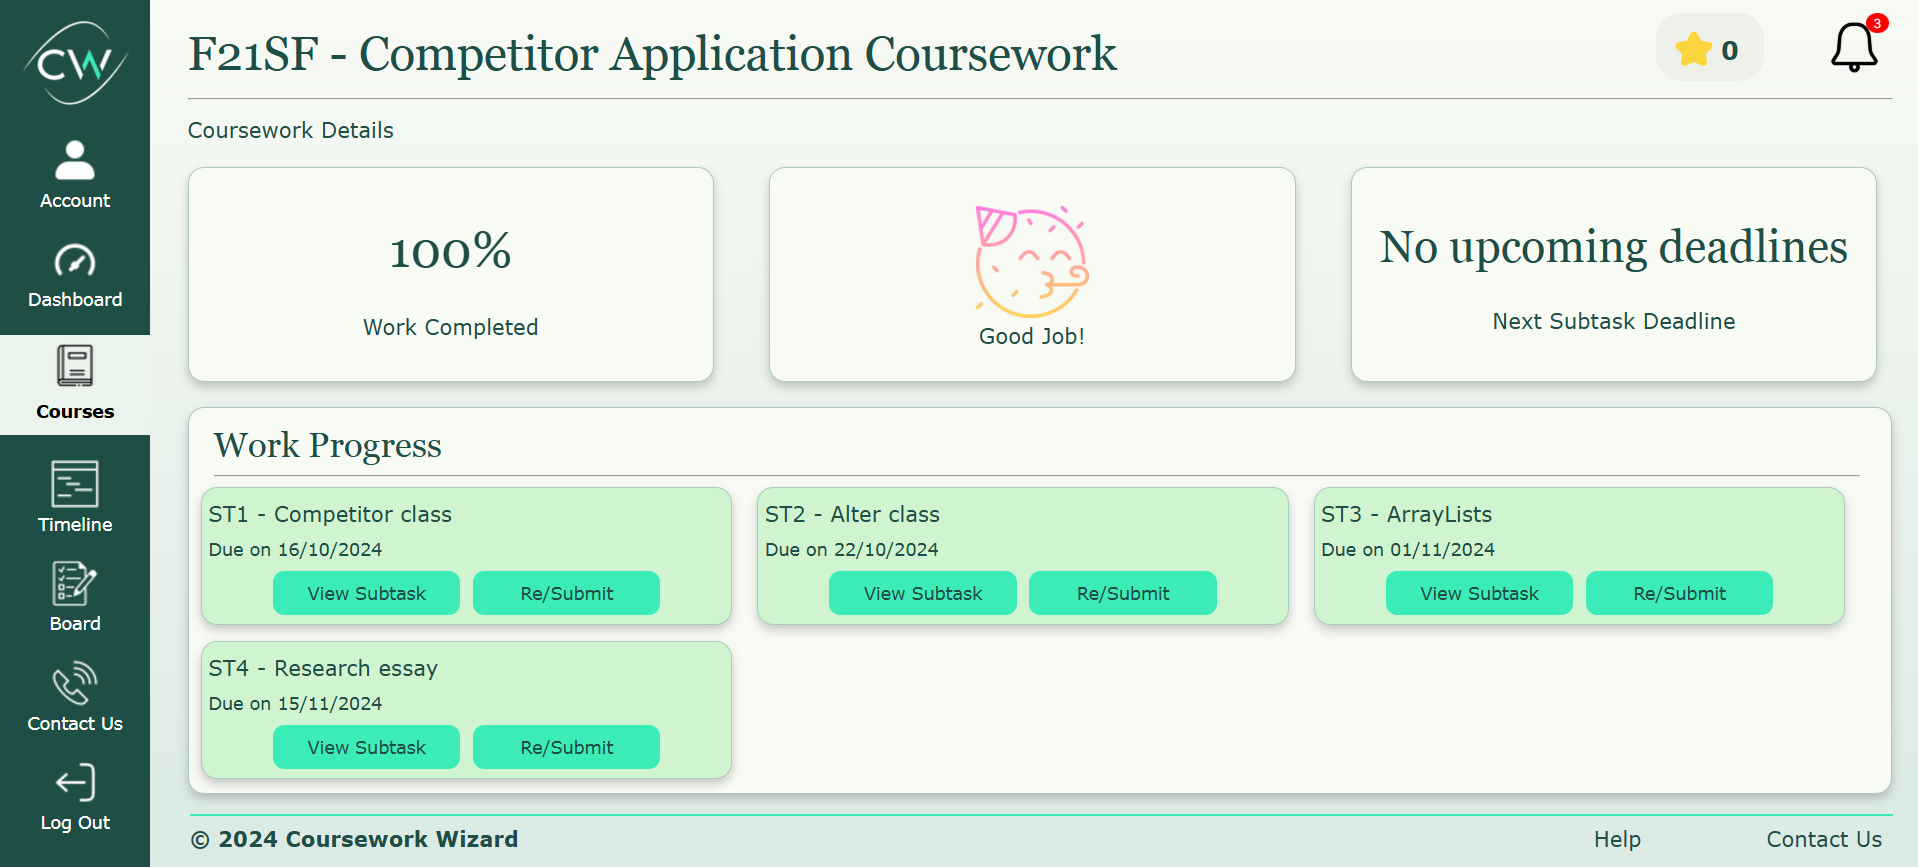 CW
Account
Dashboard
Courses
Timeline
Board
Contact Us
Log Out
F21SF - Competitor Application Coursework
0
3
Coursework Details
100%
Work Completed
Good Job!
No upcoming deadlines
Next Subtask Deadline
Work Progress
ST1 - Competitor class
Due on 16/10/2024
View Subtask
Re/Submit
ST2 - Alter class
Due on 22/10/2024
View Subtask
Re/Submit
ST3 - ArrayLists
Due on 01/11/2024
View Subtask
Re/Submit
ST4 - Research essay
Due on 15/11/2024
View Subtask
Re/Submit
© 2024 Coursework Wizard
Help
Contact Us